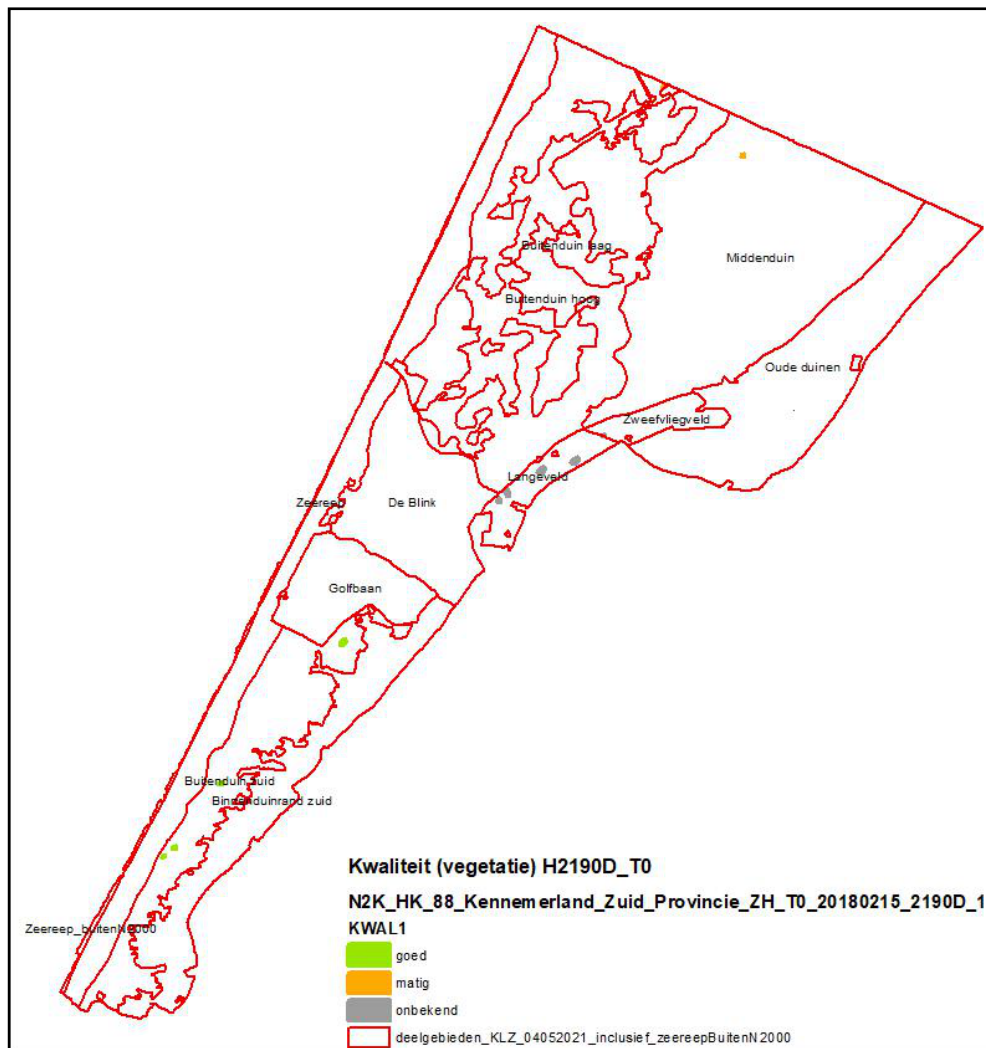 Buitenduin laag
Middenduin
Buitenduin hoog
Oude duinen
Zweefvliegveld
Langeveld
Zeereep
De Blink
Golfbaan
Buitenduin zuid
Binnenduinrand zuid
Zeereep_buitenN2000
Kwaliteit (vegetatie) H2190D_T0
N2K_HK_88_Kennemerland_Zuid_Provincie_ZH_T0_20180215_2190D_1
KWAL1
goed
matig
onbekend
deelgebieden_KLZ_04052021_inclusief_zeereepBuitenN2000